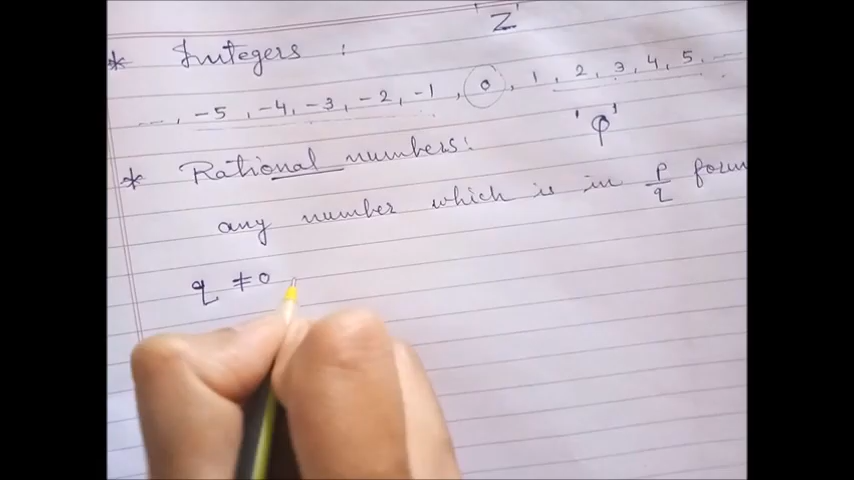 * Integers : 'Z'
..., -5, -4, -3, -2, -1, 0, 1, 2, 3, 4, 5, ....
* Rational numbers: 'φ'
any number which is in p/q form
q ≠ 0